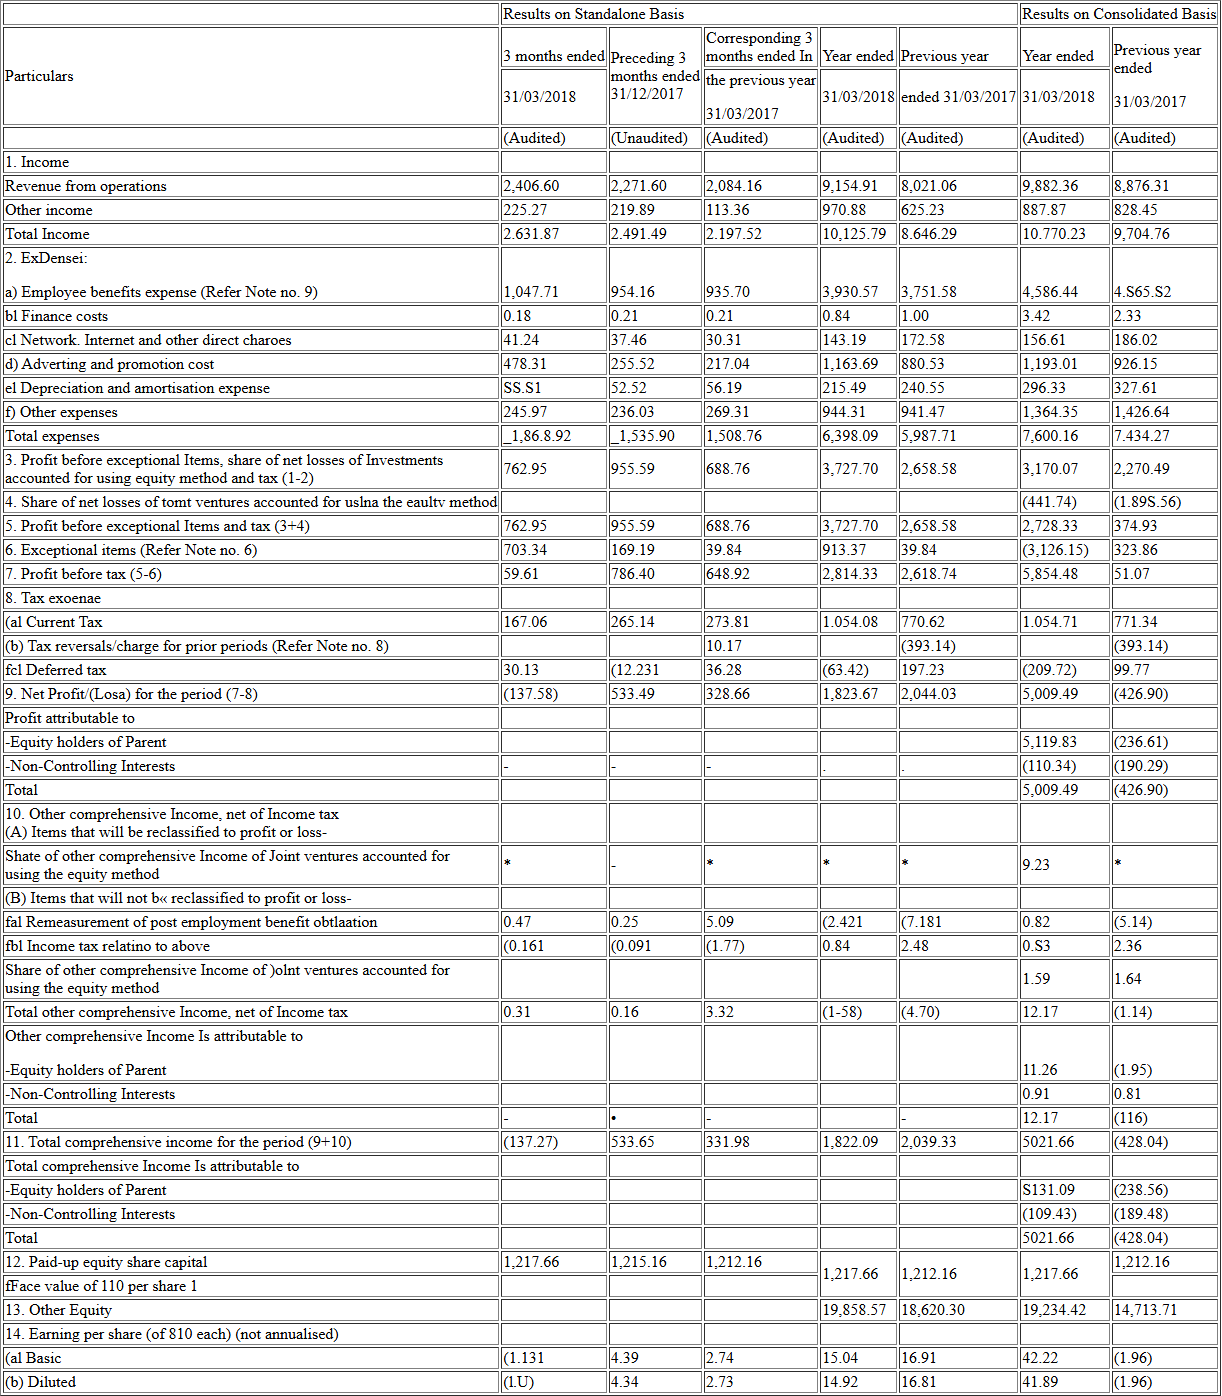 Results on Standalone Basis Results on Consolidated Basis
Particulars 3 months ended 31/03/2018 Preceding 3 months ended 31/12/2017 Corresponding 3 months ended In the previous year 31/03/2017 Year ended 31/03/2018 Previous year ended 31/03/2017 Year ended 31/03/2018 Previous year ended 31/03/2017
(Audited) (Unaudited) (Audited) (Audited) (Audited) (Audited) (Audited)
1. Income
Revenue from operations 2,406.60 2,271.60 2,084.16 9,154.91 8,021.06 9,882.36 8,876.31
Other income 225.27 219.89 113.36 970.88 625.23 887.87 828.45
Total Income 2.631.87 2.491.49 2.197.52 10,125.79 8.646.29 10.770.23 9,704.76
2. ExDensei:
a) Employee benefits expense (Refer Note no. 9) 1,047.71 954.16 935.70 3,930.57 3,751.58 4,586.44 4.S65.S2
bl Finance costs 0.18 0.21 0.21 0.84 1.00 3.42 2.33
cl Network. Internet and other direct charoes 41.24 37.46 30.31 143.19 172.58 156.61 186.02
d) Adverting and promotion cost 478.31 255.52 217.04 1,163.69 880.53 1,193.01 926.15
el Depreciation and amortisation expense SS.S1 52.52 56.19 215.49 240.55 296.33 327.61
f) Other expenses 245.97 236.03 269.31 944.31 941.47 1,364.35 1,426.64
Total expenses _1,86.8.92 _1,535.90 1,508.76 6,398.09 5,987.71 7,600.16 7.434.27
3. Profit before exceptional Items, share of net losses of Investments
accounted for using equity method and tax (1-2) 762.95 955.59 688.76 3,727.70 2,658.58 3,170.07 2,270.49
4. Share of net losses of tomt ventures accounted for uslna the eaultv method (441.74) (1.89S.56)
5. Profit before exceptional Items and tax (3+4) 762.95 955.59 688.76 3,727.70 2,658.58 2,728.33 374.93
6. Exceptional items (Refer Note no. 6) 703.34 169.19 39.84 913.37 39.84 (3,126.15) 323.86
7. Profit before tax (5-6) 59.61 786.40 648.92 2,814.33 2,618.74 5,854.48 51.07
8. Tax exoenae
(al Current Tax 167.06 265.14 273.81 1.054.08 770.62 1.054.71 771.34
(b) Tax reversals/charge for prior periods (Refer Note no. 8) 10.17 (393.14) (393.14)
fcl Deferred tax 30.13 (12.231 36.28 (63.42) 197.23 (209.72) 99.77
9. Net Profit/(Losa) for the period (7-8) (137.58) 533.49 328.66 1,823.67 2,044.03 5,009.49 (426.90)
Profit attributable to
-Equity holders of Parent 5,119.83 (236.61)
-Non-Controlling Interests - - - . . (110.34) (190.29)
Total 5,009.49 (426.90)
10. Other comprehensive Income, net of Income tax
(A) Items that will be reclassified to profit or loss-
Shate of other comprehensive Income of Joint ventures accounted for
using the equity method * - * * * 9.23 *
(B) Items that will not b« reclassified to profit or loss-
fal Remeasurement of post employment benefit obtlaation 0.47 0.25 5.09 (2.421 (7.181 0.82 (5.14)
fbl Income tax relatino to above (0.161 (0.091 (1.77) 0.84 2.48 0.S3 2.36
Share of other comprehensive Income of )olnt ventures accounted for
using the equity method 1.59 1.64
Total other comprehensive Income, net of Income tax 0.31 0.16 3.32 (1-58) (4.70) 12.17 (1.14)
Other comprehensive Income Is attributable to
-Equity holders of Parent 11.26 (1.95)
-Non-Controlling Interests 0.91 0.81
Total - • - - 12.17 (116)
11. Total comprehensive income for the period (9+10) (137.27) 533.65 331.98 1,822.09 2,039.33 5021.66 (428.04)
Total comprehensive Income Is attributable to
-Equity holders of Parent S131.09 (238.56)
-Non-Controlling Interests (109.43) (189.48)
Total 5021.66 (428.04)
12. Paid-up equity share capital 1,217.66 1,215.16 1,212.16 1,217.66 1,212.16 1,217.66 1,212.16
fFace value of 110 per share 1
13. Other Equity 19,858.57 18,620.30 19,234.42 14,713.71
14. Earning per share (of 810 each) (not annualised)
(al Basic (1.131 4.39 2.74 15.04 16.91 42.22 (1.96)
(b) Diluted (l.U) 4.34 2.73 14.92 16.81 41.89 (1.96)